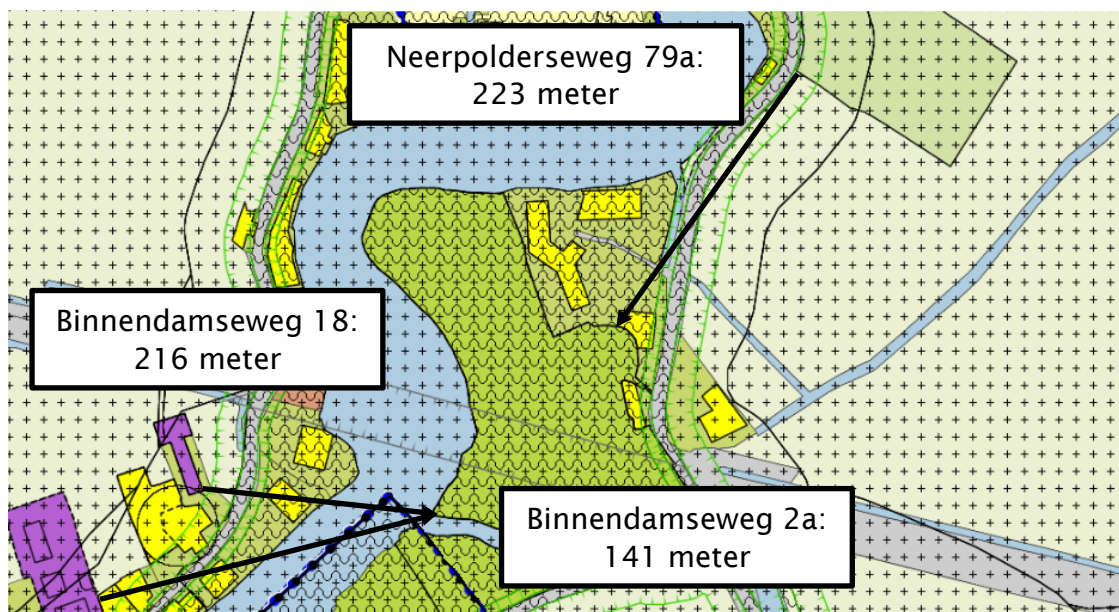 Neerpolderseweg 79a:
223 meter
Binnendamseweg 18:
216 meter
Binnendamseweg 2a:
141 meter